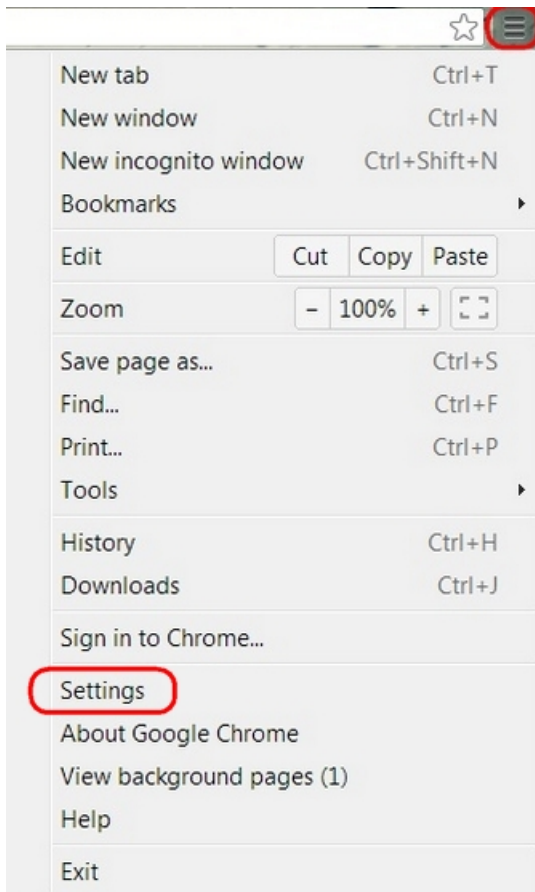 New tab Ctrl+T
New window Ctrl+N
New incognito window Ctrl+Shift+N
Bookmarks
Edit Cut Copy Paste
Zoom - 100% +
Save page as... Ctrl+S
Find... Ctrl+F
Print... Ctrl+P
Tools
History Ctrl+H
Downloads Ctrl+J
Sign in to Chrome...
Settings
About Google Chrome
View background pages (1)
Help
Exit